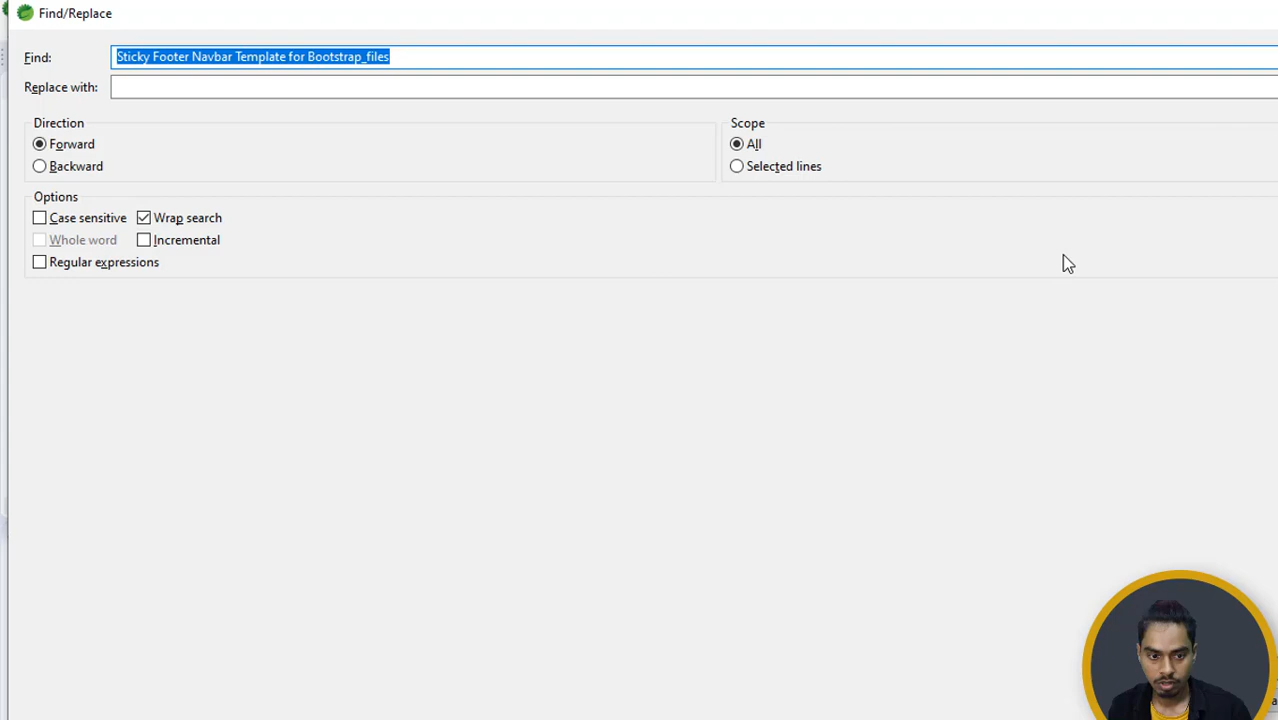 Find/Replace
Find: Sticky Footer Navbar Template for Bootstrap_files
Replace with:
Direction
Scope
Forward
All
Backward
Selected lines
Options
Case sensitive Wrap search
Whole word Incremental
Regular expressions